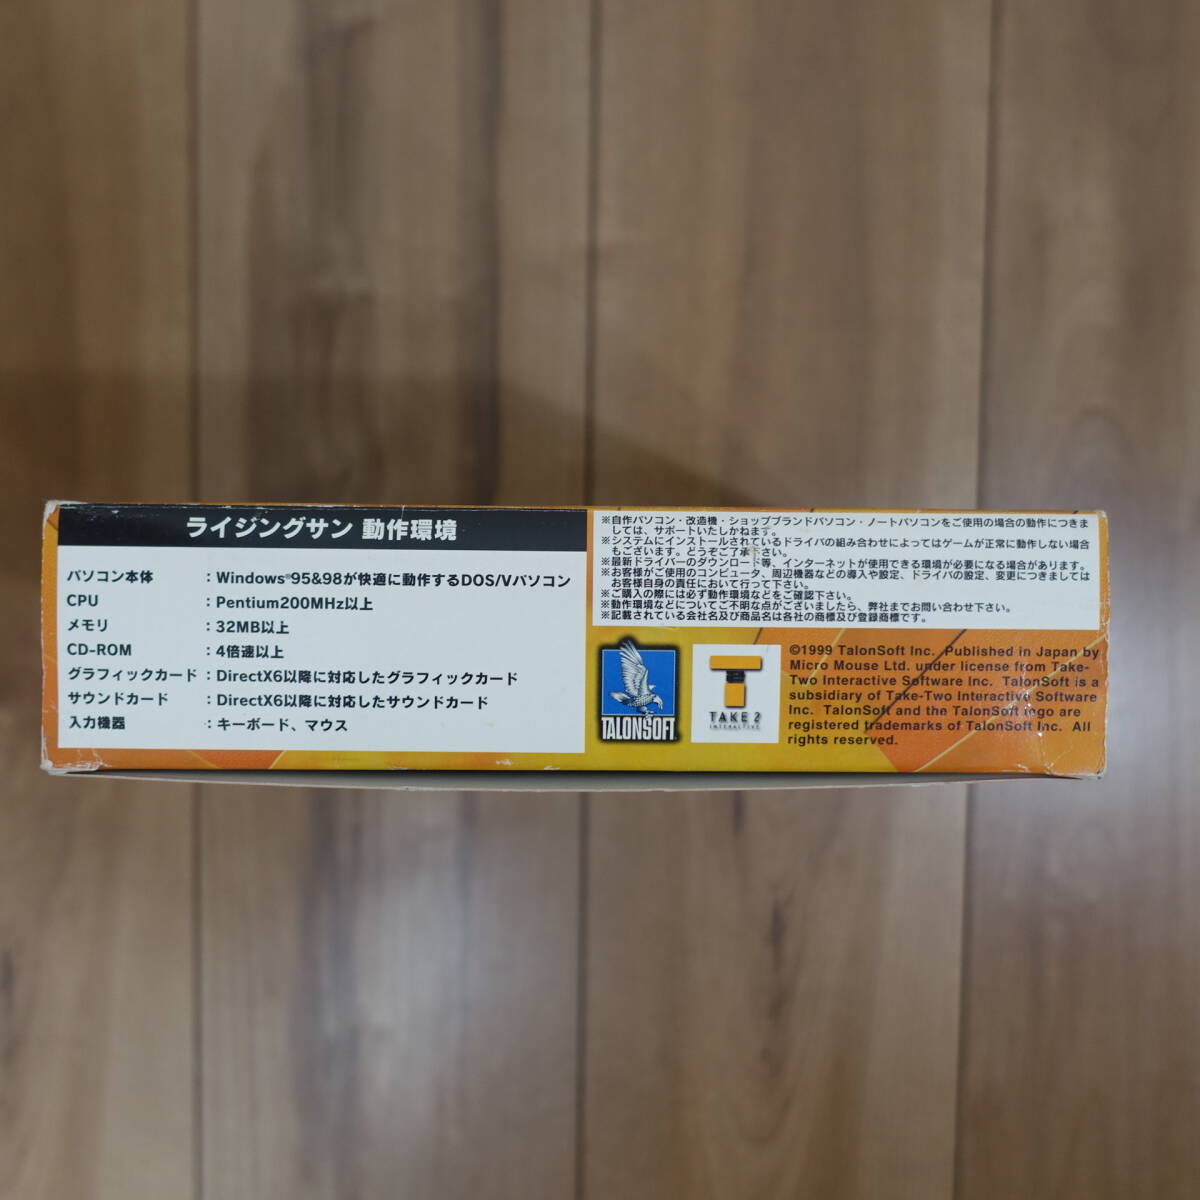 ライジングサン 動作環境
パソコン本体 ：Windows®95&98が快適に動作するDOS/Vパソコン
CPU ：Pentium200MHz以上
メモリ ：32MB以上
CD-ROM ：4倍速以上
グラフィックカード ：DirectX6以降に対応したグラフィックカード
サウンドカード ：DirectX6以降に対応したサウンドカード
入力機器 ：キーボード、マウス
※自作パソコン・改造機・ショップブランドパソコン・ノートパソコンをご使用の場合の動作につきま
しては、サポートいたしかねます。
※システムにインストールされているドライバの組み合わせによってはゲームが正常に動作しない場合
もございます。どうぞご了承下さい。
※最新ドライバーのダウンロード等、インターネットが使用できる環境が必要になる場合があります。
※お客様がご使用のコンピュータ、周辺機器などの導入や設定、ドライバの設定、変更につきましては
お客様自身の責任において行って下さい。
※ご購入の際には必ず動作環境などをご確認下さい。
※動作環境などについてご不明な点がございましたら、弊社までお問い合わせ下さい。
※記載されている会社名及び商品名は各社の商標及び登録商標です。
TALONSOFT
TAKE 2
INTERACTIVE
©1999 TalonSoft Inc. Published in Japan by
Micro Mouse Ltd. under license from Take-
Two Interactive Software Inc. TalonSoft is a
subsidiary of Take-Two Interactive Software
Inc. TalonSoft and the TalonSoft logo are
registered trademarks of TalonSoft Inc. All
rights reserved.